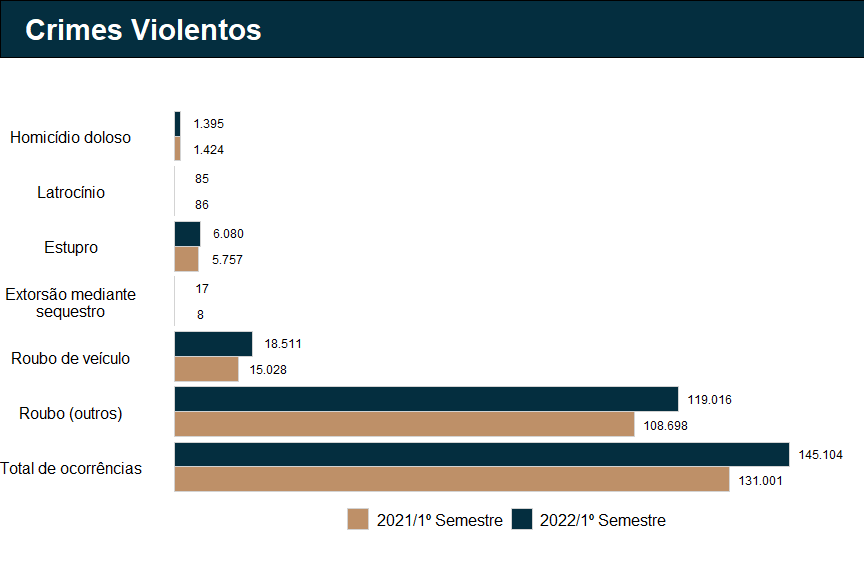 Crimes Violentos
Homicídio doloso
1.395
1.424
Latrocínio
85
86
Estupro
6.080
5.757
Extorsão mediante
sequestro
17
8
Roubo de veículo
18.511
15.028
Roubo (outros)
119.016
108.698
Total de ocorrências
145.104
131.001
2021/1º Semestre
2022/1º Semestre